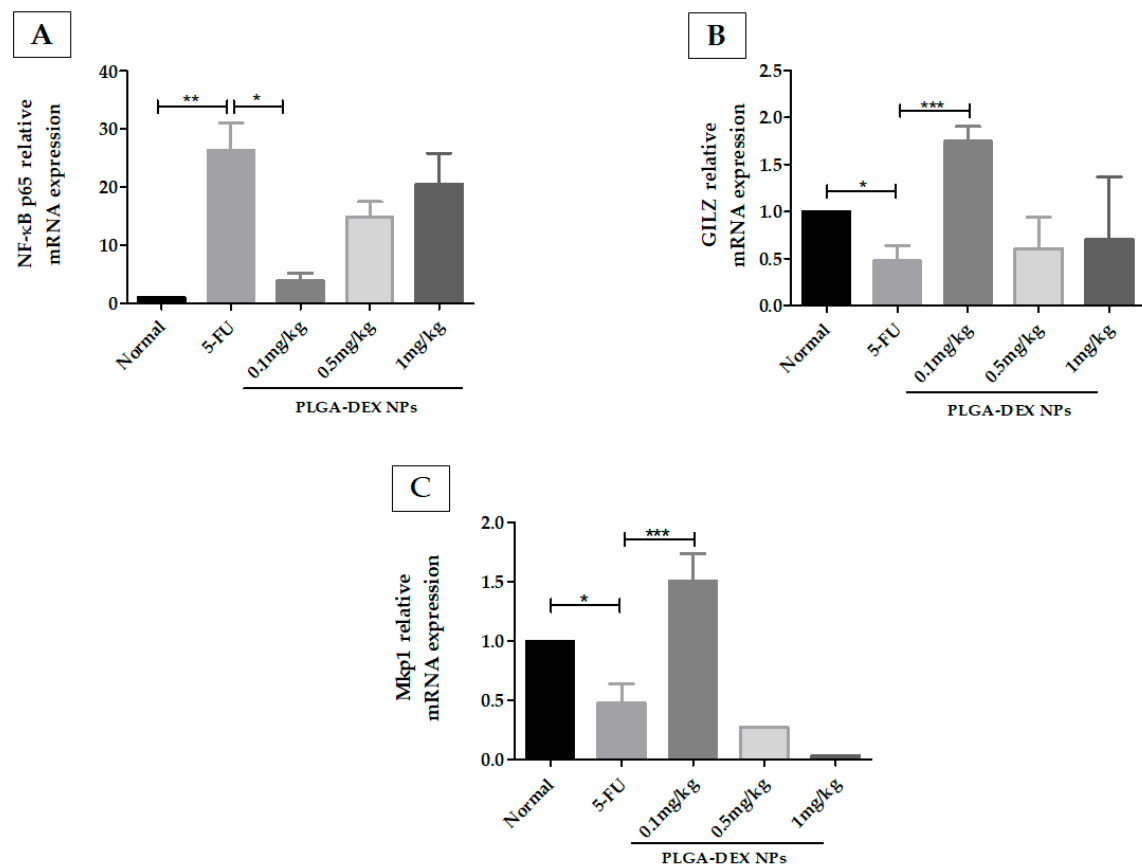 A
NF-κB p65 relative
mRNA expression
40
30
20
10
0
**
*
Normal
5-FU
0.1mg/kg
0.5mg/kg
1mg/kg
PLGA-DEX NPs
B
GILZ relative
mRNA expression
2.5
2.0
1.5
1.0
0.5
0.0
*
***
Normal
5-FU
0.1mg/kg
0.5mg/kg
1mg/kg
PLGA-DEX NPs
C
Mkp1 relative
mRNA expression
2.0
1.5
1.0
0.5
0.0
*
***
Normal
5-FU
0.1mg/kg
0.5mg/kg
1mg/kg
PLGA-DEX NPs